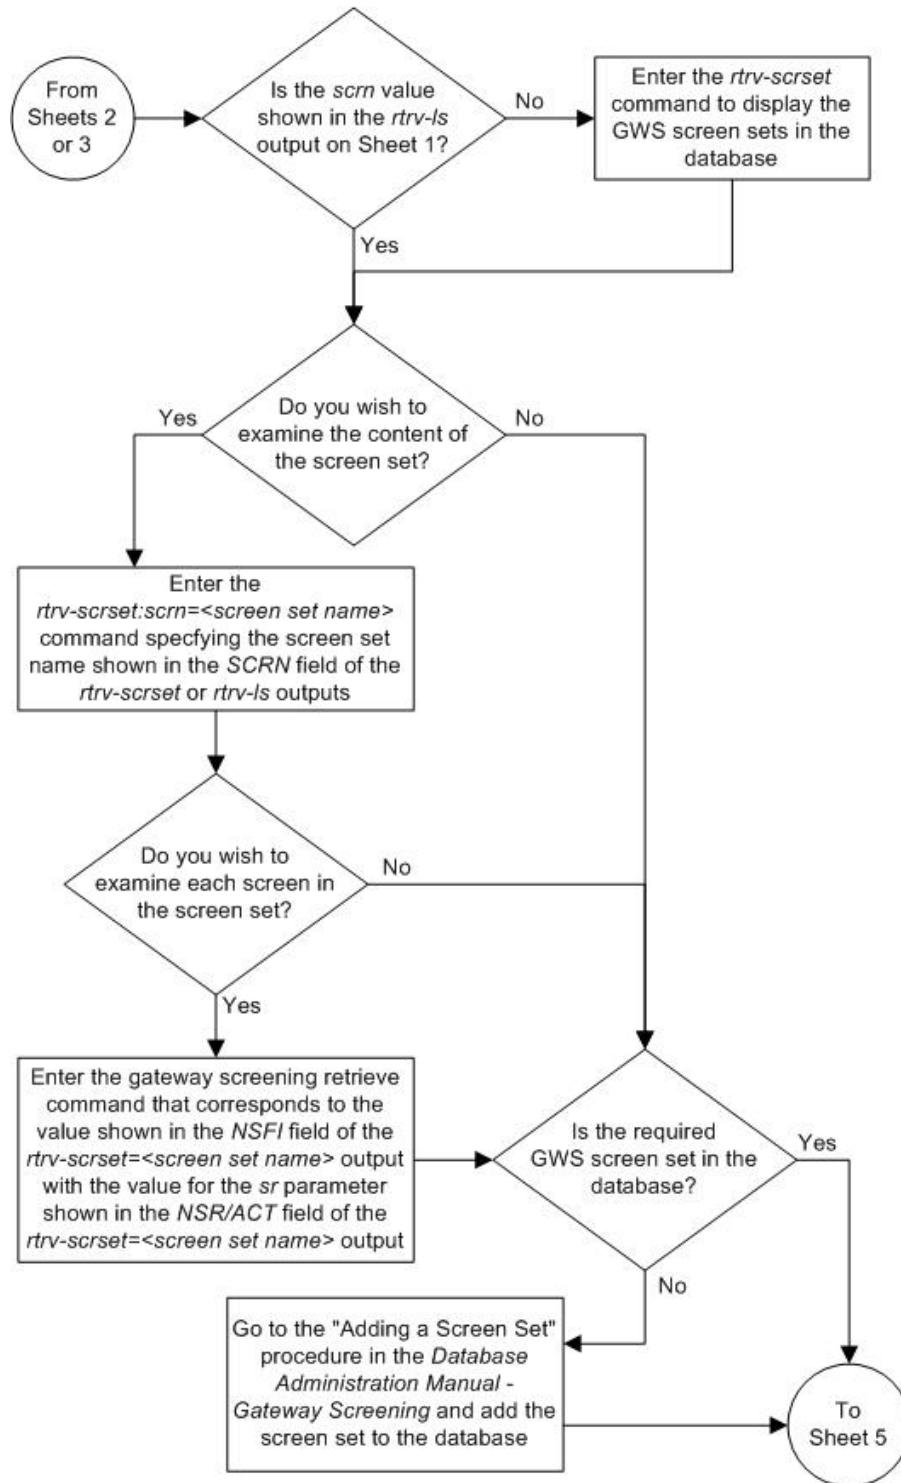 From
Sheets 2
or 3
Is the scrn value
shown in the rtrv-ls
output on Sheet 1?
No
Enter the rtrv-scrset
command to display the
GWS screen sets in the
database
Yes
Do you wish to
examine the content of
the screen set?
Yes
No
Enter the
rtrv-scrset:scrn=<screen set name>
command specfying the screen set
name shown in the SCRN field of the
rtrv-scrset or rtrv-ls outputs
Do you wish to
examine each screen in
the screen set?
No
Yes
Enter the gateway screening retrieve
command that corresponds to the
value shown in the NSFI field of the
rtrv-scrset=<screen set name> output
with the value for the sr parameter
shown in the NSR/ACT field of the
rtrv-scrset=<screen set name> output
Is the required
GWS screen set in the
database?
Yes
No
Go to the "Adding a Screen Set"
procedure in the Database
Administration Manual -
Gateway Screening and add the
screen set to the database
To
Sheet 5